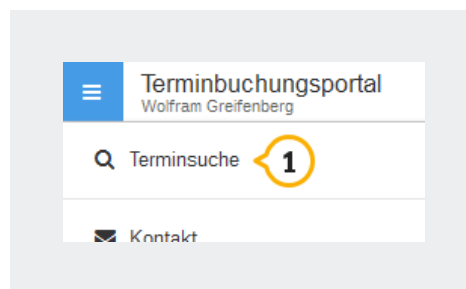 Terminbuchungsportal
Wolfram Greifenberg
Terminsuche 1
Kontakt